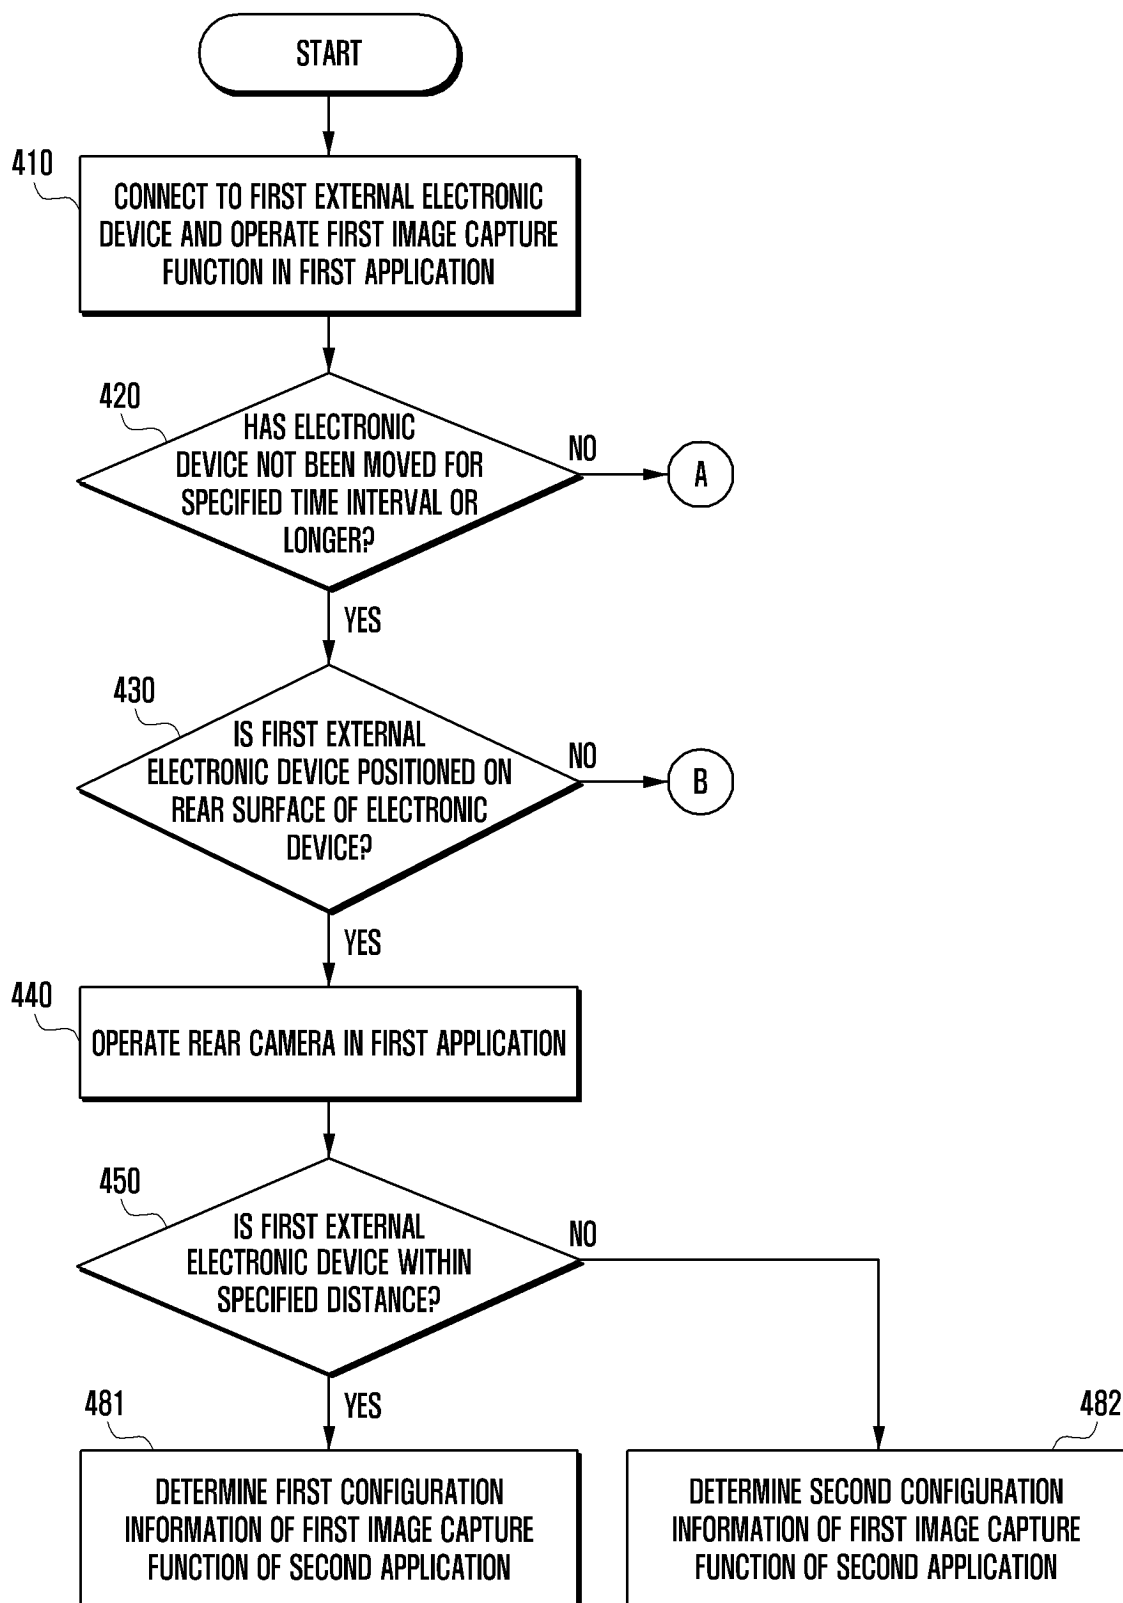 START
410
CONNECT TO FIRST EXTERNAL ELECTRONIC
DEVICE AND OPERATE FIRST IMAGE CAPTURE
FUNCTION IN FIRST APPLICATION
420
HAS ELECTRONIC
DEVICE NOT BEEN MOVED FOR
SPECIFIED TIME INTERVAL OR
LONGER?
NO
A
YES
430
IS FIRST EXTERNAL
ELECTRONIC DEVICE POSITIONED ON
REAR SURFACE OF ELECTRONIC
DEVICE?
NO
B
YES
440
OPERATE REAR CAMERA IN FIRST APPLICATION
450
IS FIRST EXTERNAL
ELECTRONIC DEVICE WITHIN
SPECIFIED DISTANCE?
NO
YES
481
DETERMINE FIRST CONFIGURATION
INFORMATION OF FIRST IMAGE CAPTURE
FUNCTION OF SECOND APPLICATION
482
DETERMINE SECOND CONFIGURATION
INFORMATION OF FIRST IMAGE CAPTURE
FUNCTION OF SECOND APPLICATION